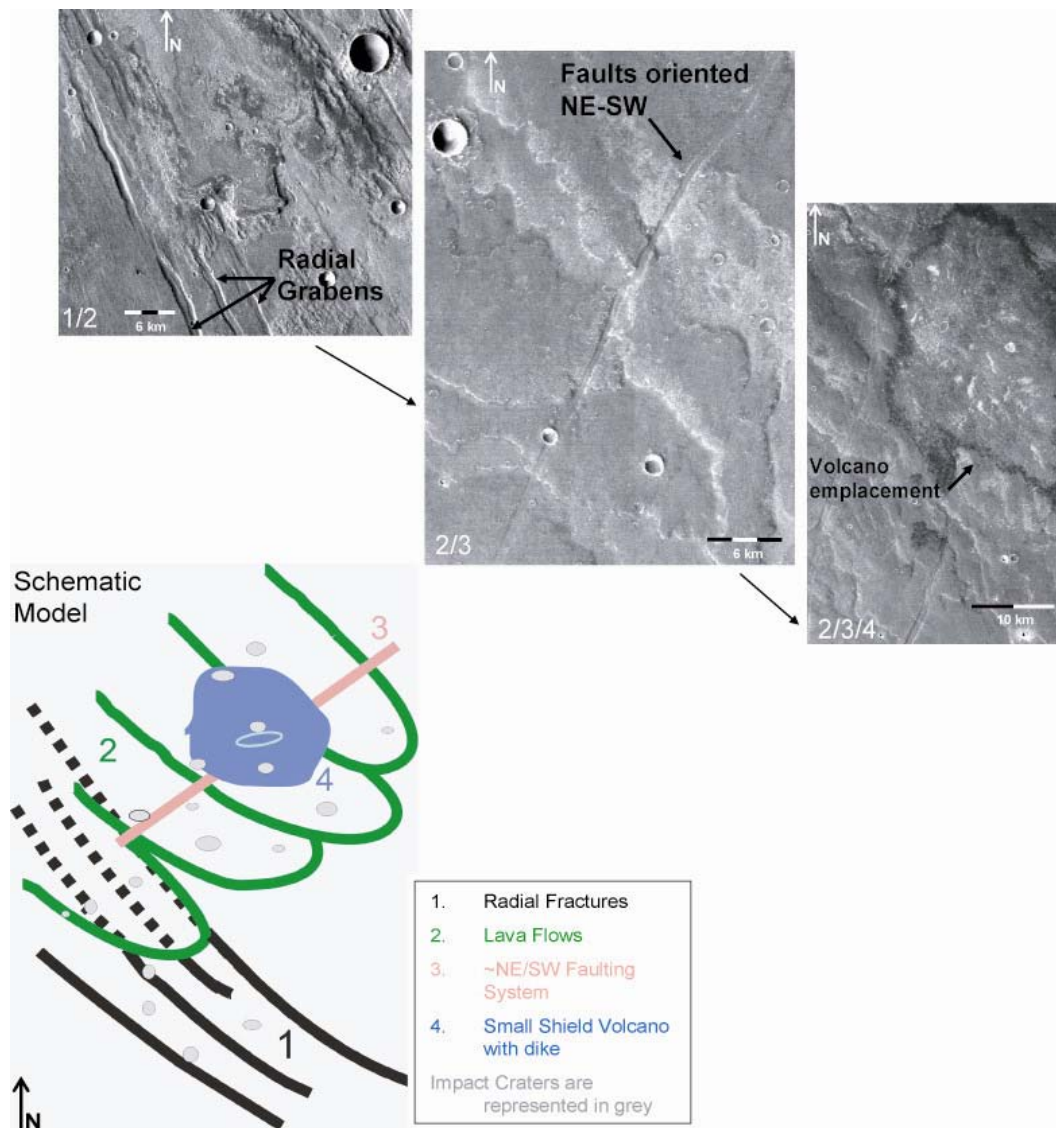 N
Radial
Grabens
1/2
6 km
N
Faults oriented
NE-SW
2/3
6 km
N
Volcano
emplacement
2/3/4
10 km
Schematic
Model
3
2
4
1
N
1. Radial Fractures
2. Lava Flows
3. ~NE/SW Faulting
System
4. Small Shield Volcano
with dike
Impact Craters are
represented in grey